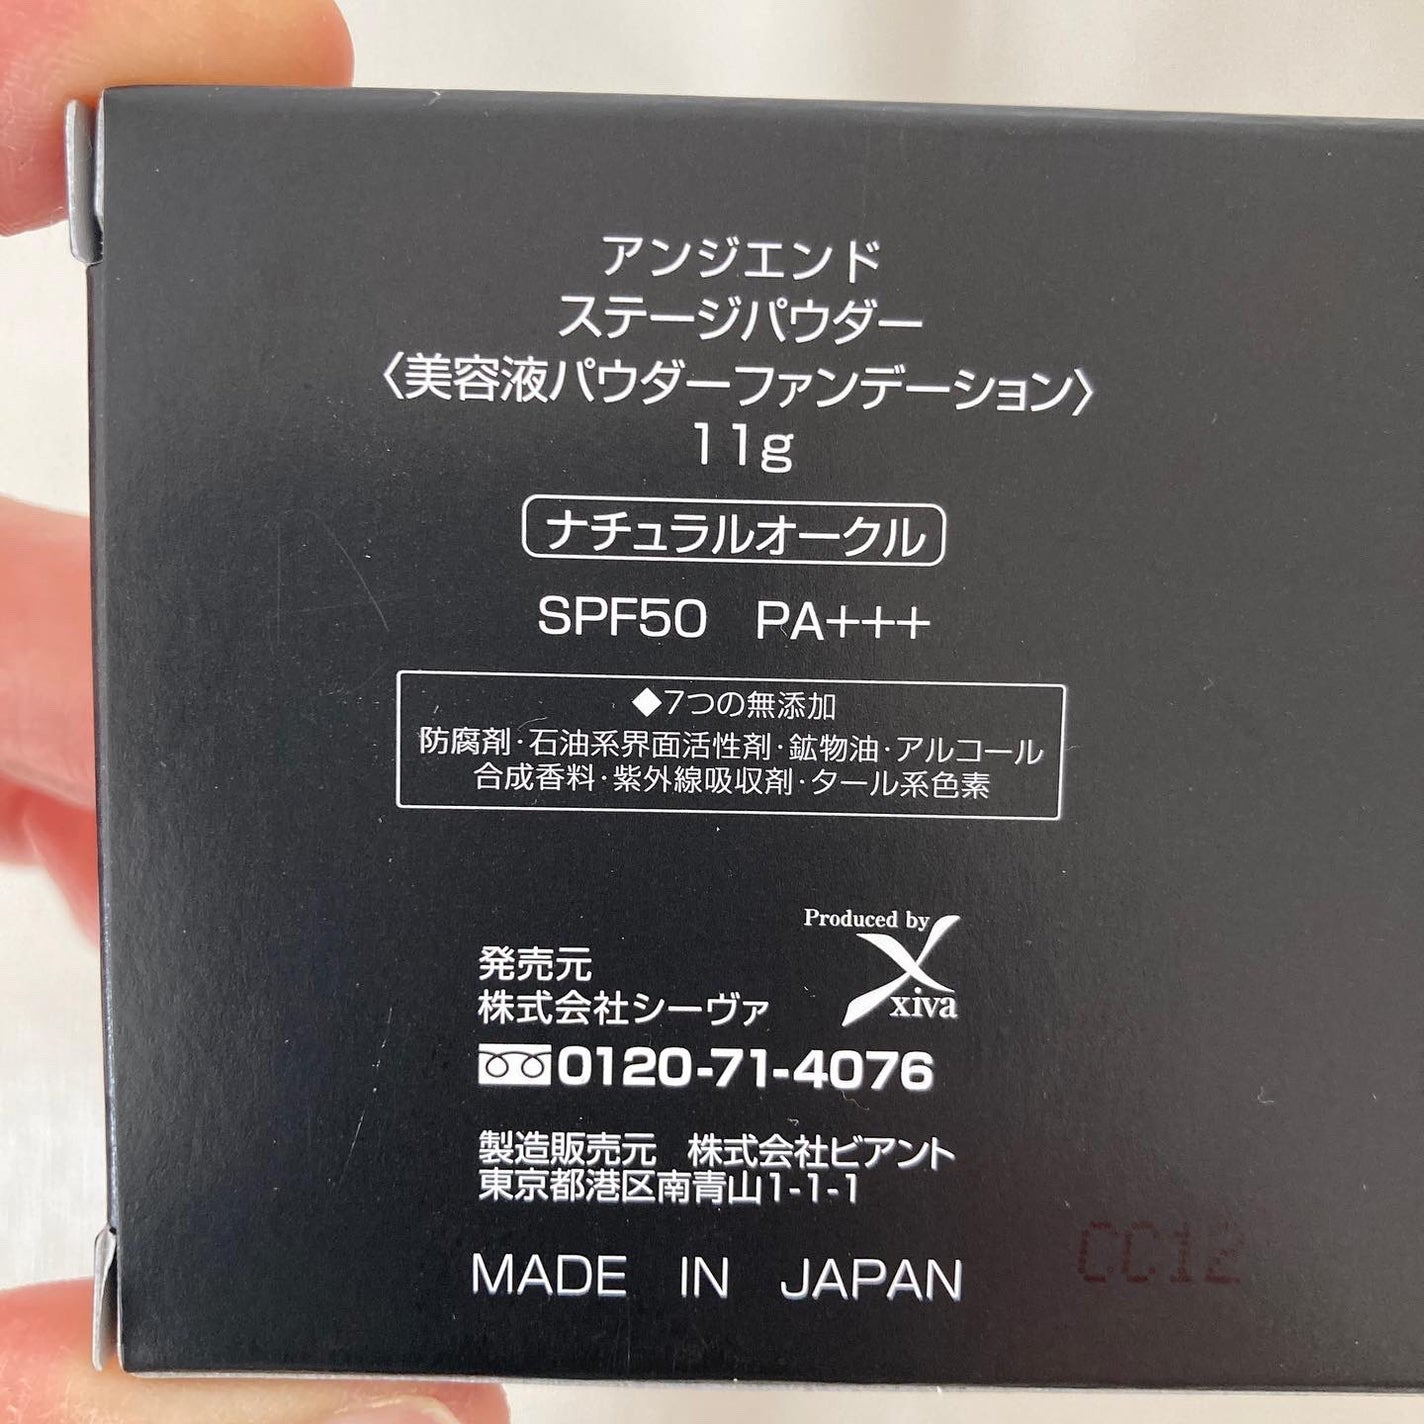 アンジエンド
ステージパウダー
〈美容液パウダーファンデーション〉
11g
ナチュラルオークル
SPF50 PA+++
◆7つの無添加
防腐剤・石油系界面活性剤・鉱物油・アルコール
合成香料・紫外線吸収剤・タール系色素
Produced by
xiva
発売元
株式会社シーヴァ
0120-71-4076
製造販売元 株式会社ビアント
東京都港区南青山1-1-1
MADE IN JAPAN
CC12